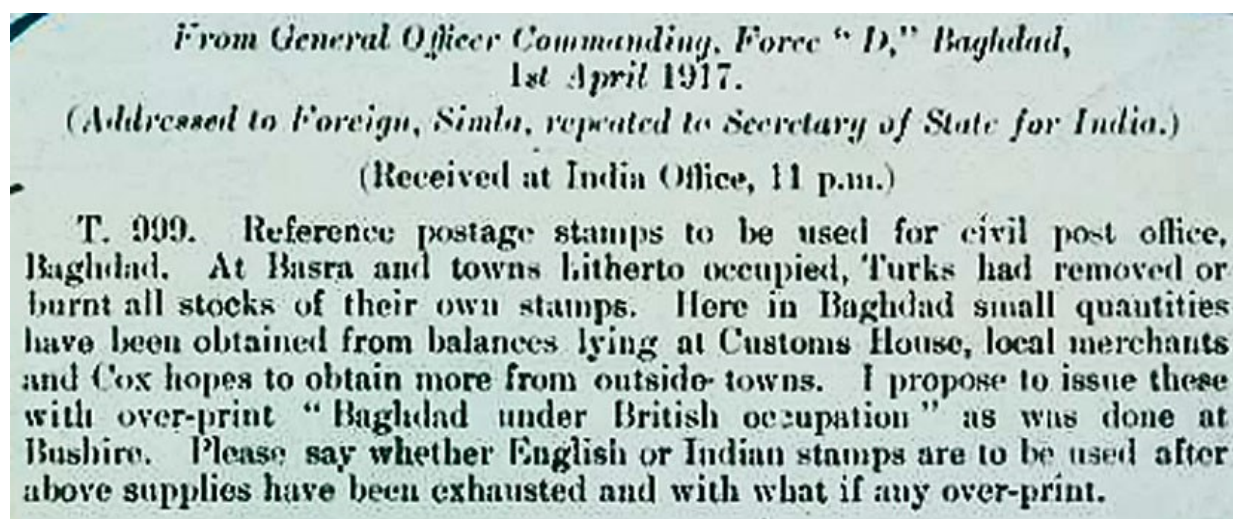 From General Officer Commanding, Force "D," Baghdad,
1st April 1917.
(Addressed to Foreign, Simla, repeated to Secretary of State for India.)
(Received at India Office, 11 p.m.)
T. 999. Reference postage stamps to be used for civil post office,
Baghdad. At Basra and towns hitherto occupied, Turks had removed or
burnt all stocks of their own stamps. Here in Baghdad small quantities
have been obtained from balances lying at Customs House, local merchants
and Cox hopes to obtain more from outside towns. I propose to issue these
with over-print "Baghdad under British occupation" as was done at
Bushire. Please say whether English or Indian stamps are to be used after
above supplies have been exhausted and with what if any over-print.